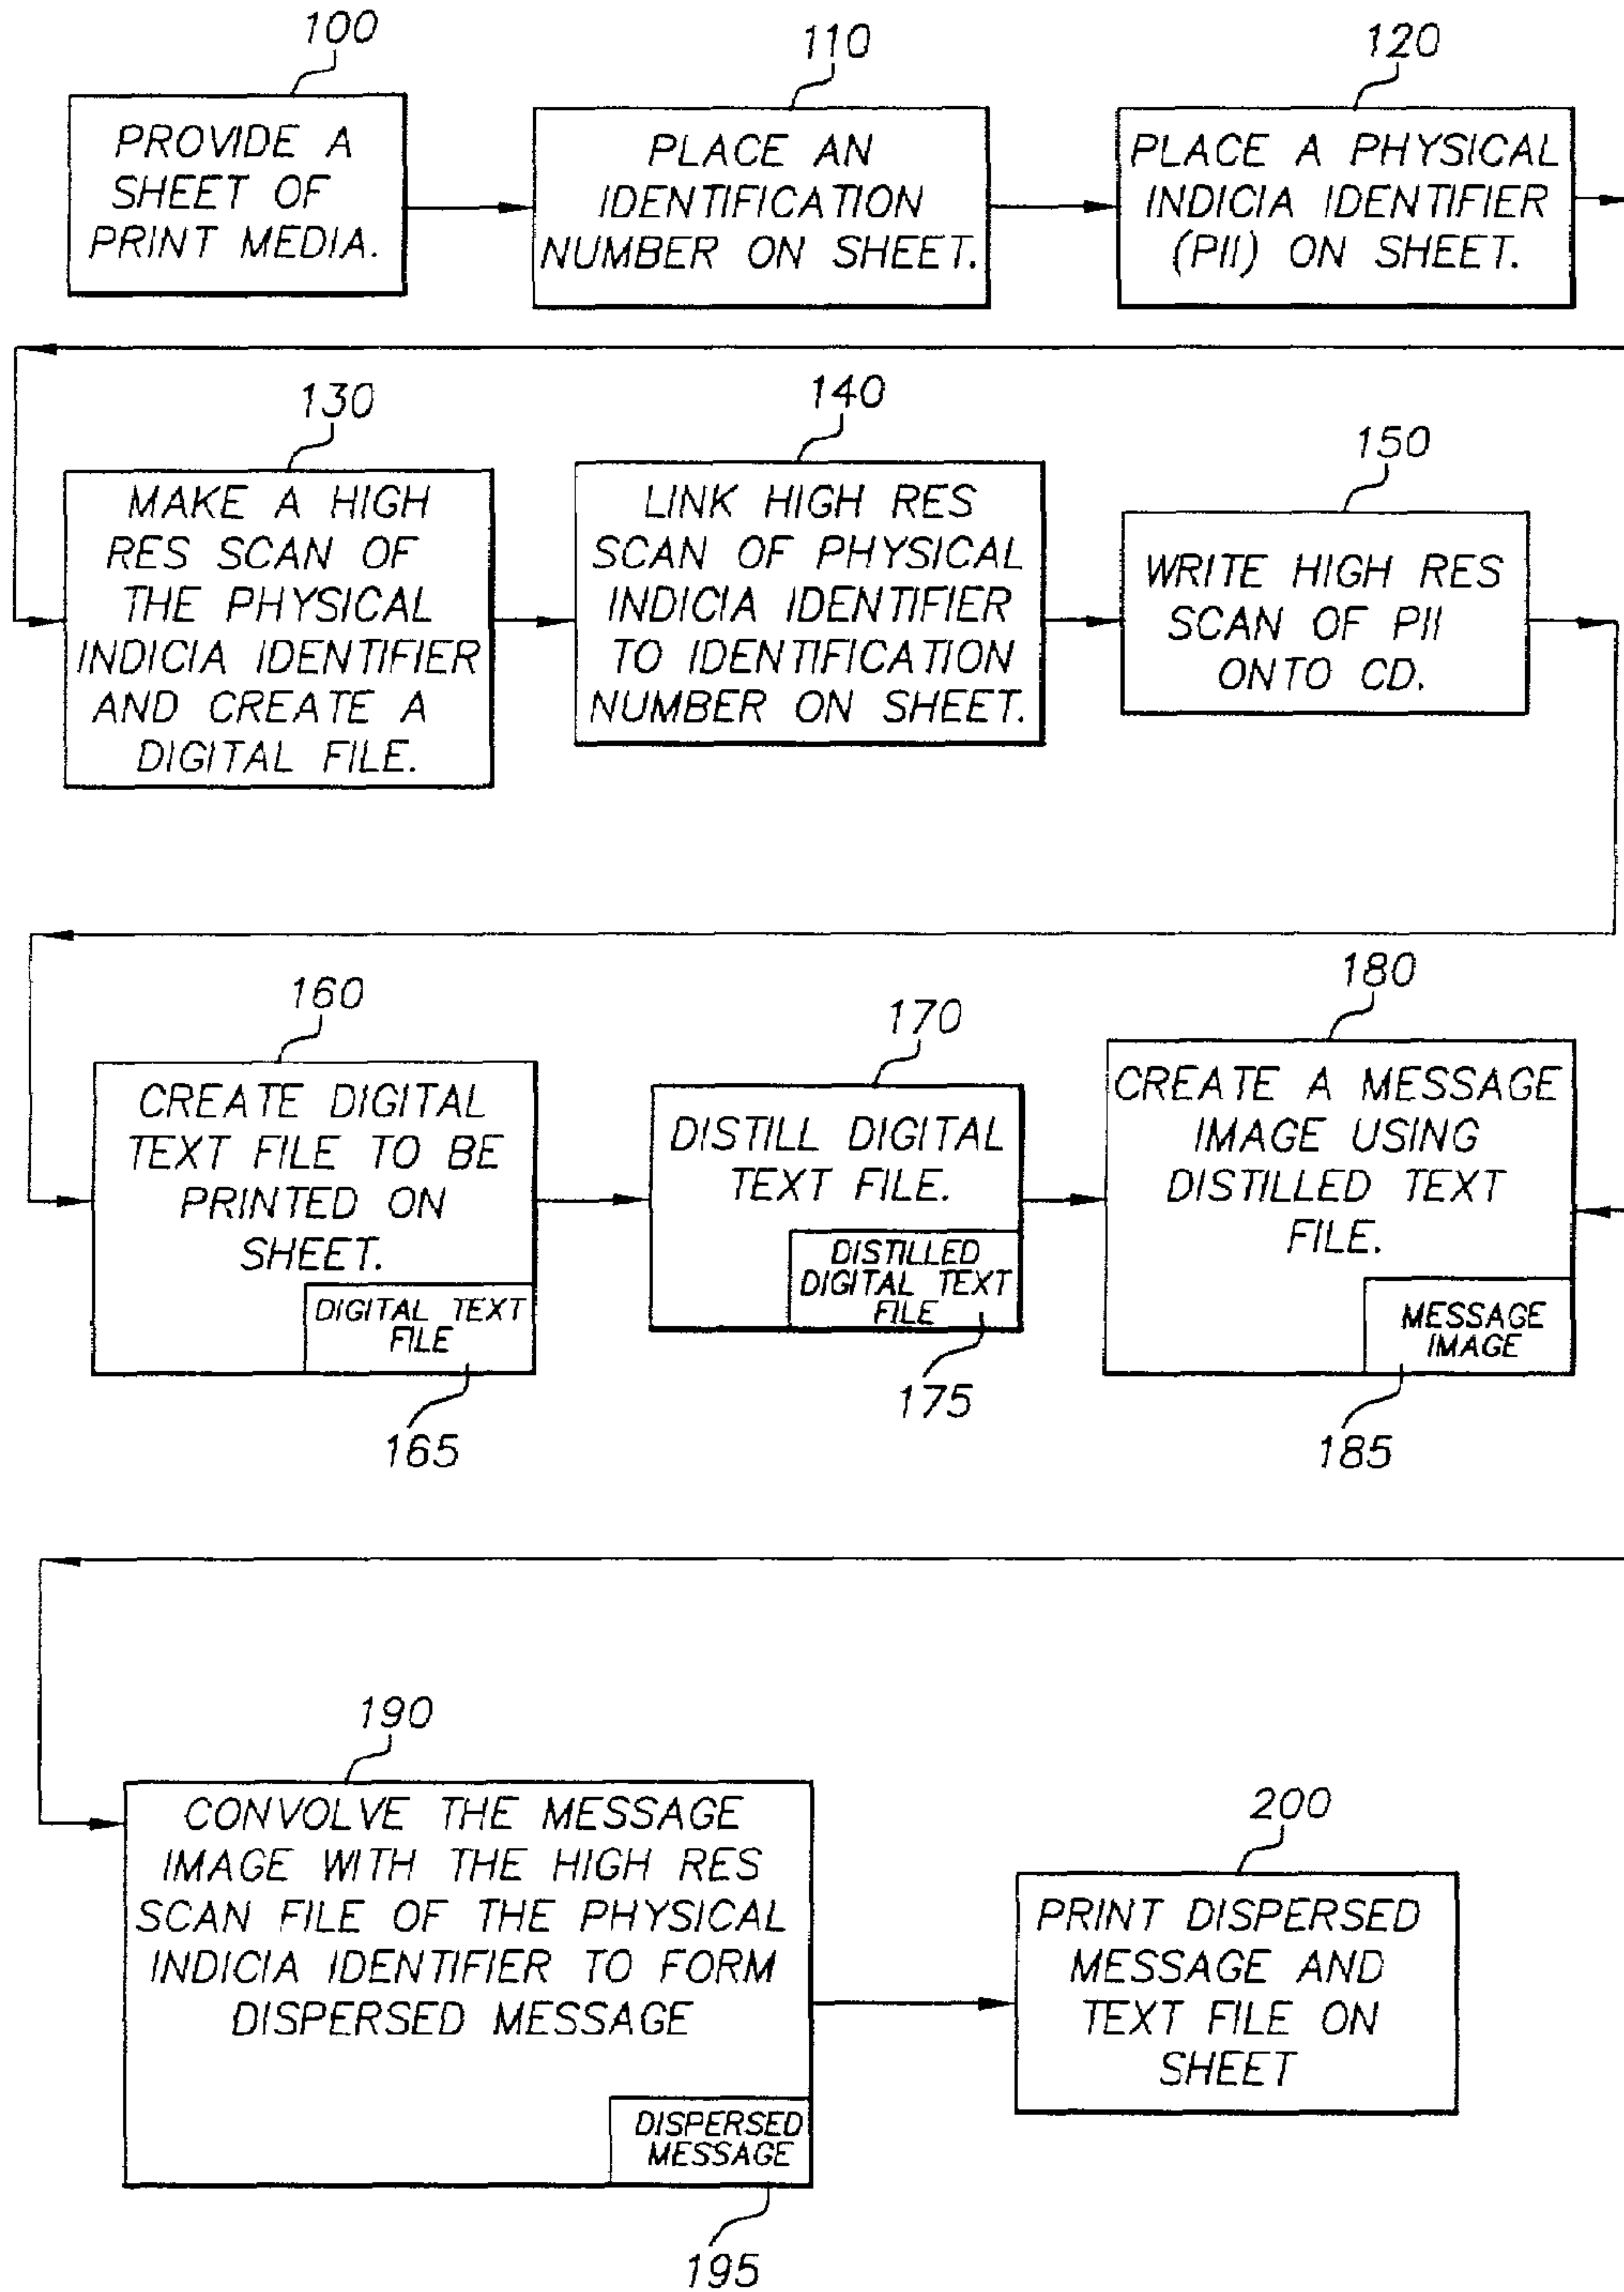 100
PROVIDE A
SHEET OF
PRINT MEDIA.
110
PLACE AN
IDENTIFICATION
NUMBER ON SHEET.
120
PLACE A PHYSICAL
INDICIA IDENTIFIER
(PII) ON SHEET.
130
MAKE A HIGH
RES SCAN OF
THE PHYSICAL
INDICIA IDENTIFIER
AND CREATE A
DIGITAL FILE.
140
LINK HIGH RES
SCAN OF PHYSICAL
INDICIA IDENTIFIER
TO IDENTIFICATION
NUMBER ON SHEET.
150
WRITE HIGH RES
SCAN OF PII
ONTO CD.
160
CREATE DIGITAL
TEXT FILE TO BE
PRINTED ON
SHEET.
DIGITAL TEXT
FILE
165
170
DISTILL DIGITAL
TEXT FILE.
DISTILLED
DIGITAL TEXT
FILE
175
180
CREATE A MESSAGE
IMAGE USING
DISTILLED TEXT
FILE.
MESSAGE
IMAGE
185
190
CONVOLVE THE MESSAGE
IMAGE WITH THE HIGH RES
SCAN FILE OF THE PHYSICAL
INDICIA IDENTIFIER TO FORM
DISPERSED MESSAGE
DISPERSED
MESSAGE
195
200
PRINT DISPERSED
MESSAGE AND
TEXT FILE ON
SHEET